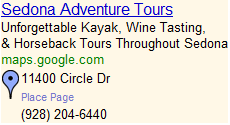 Sedona Adventure Tours
Unforgettable Kayak, Wine Tasting,
& Horseback Tours Throughout Sedona
maps.google.com
11400 Circle Dr
Place Page
(928) 204-6440